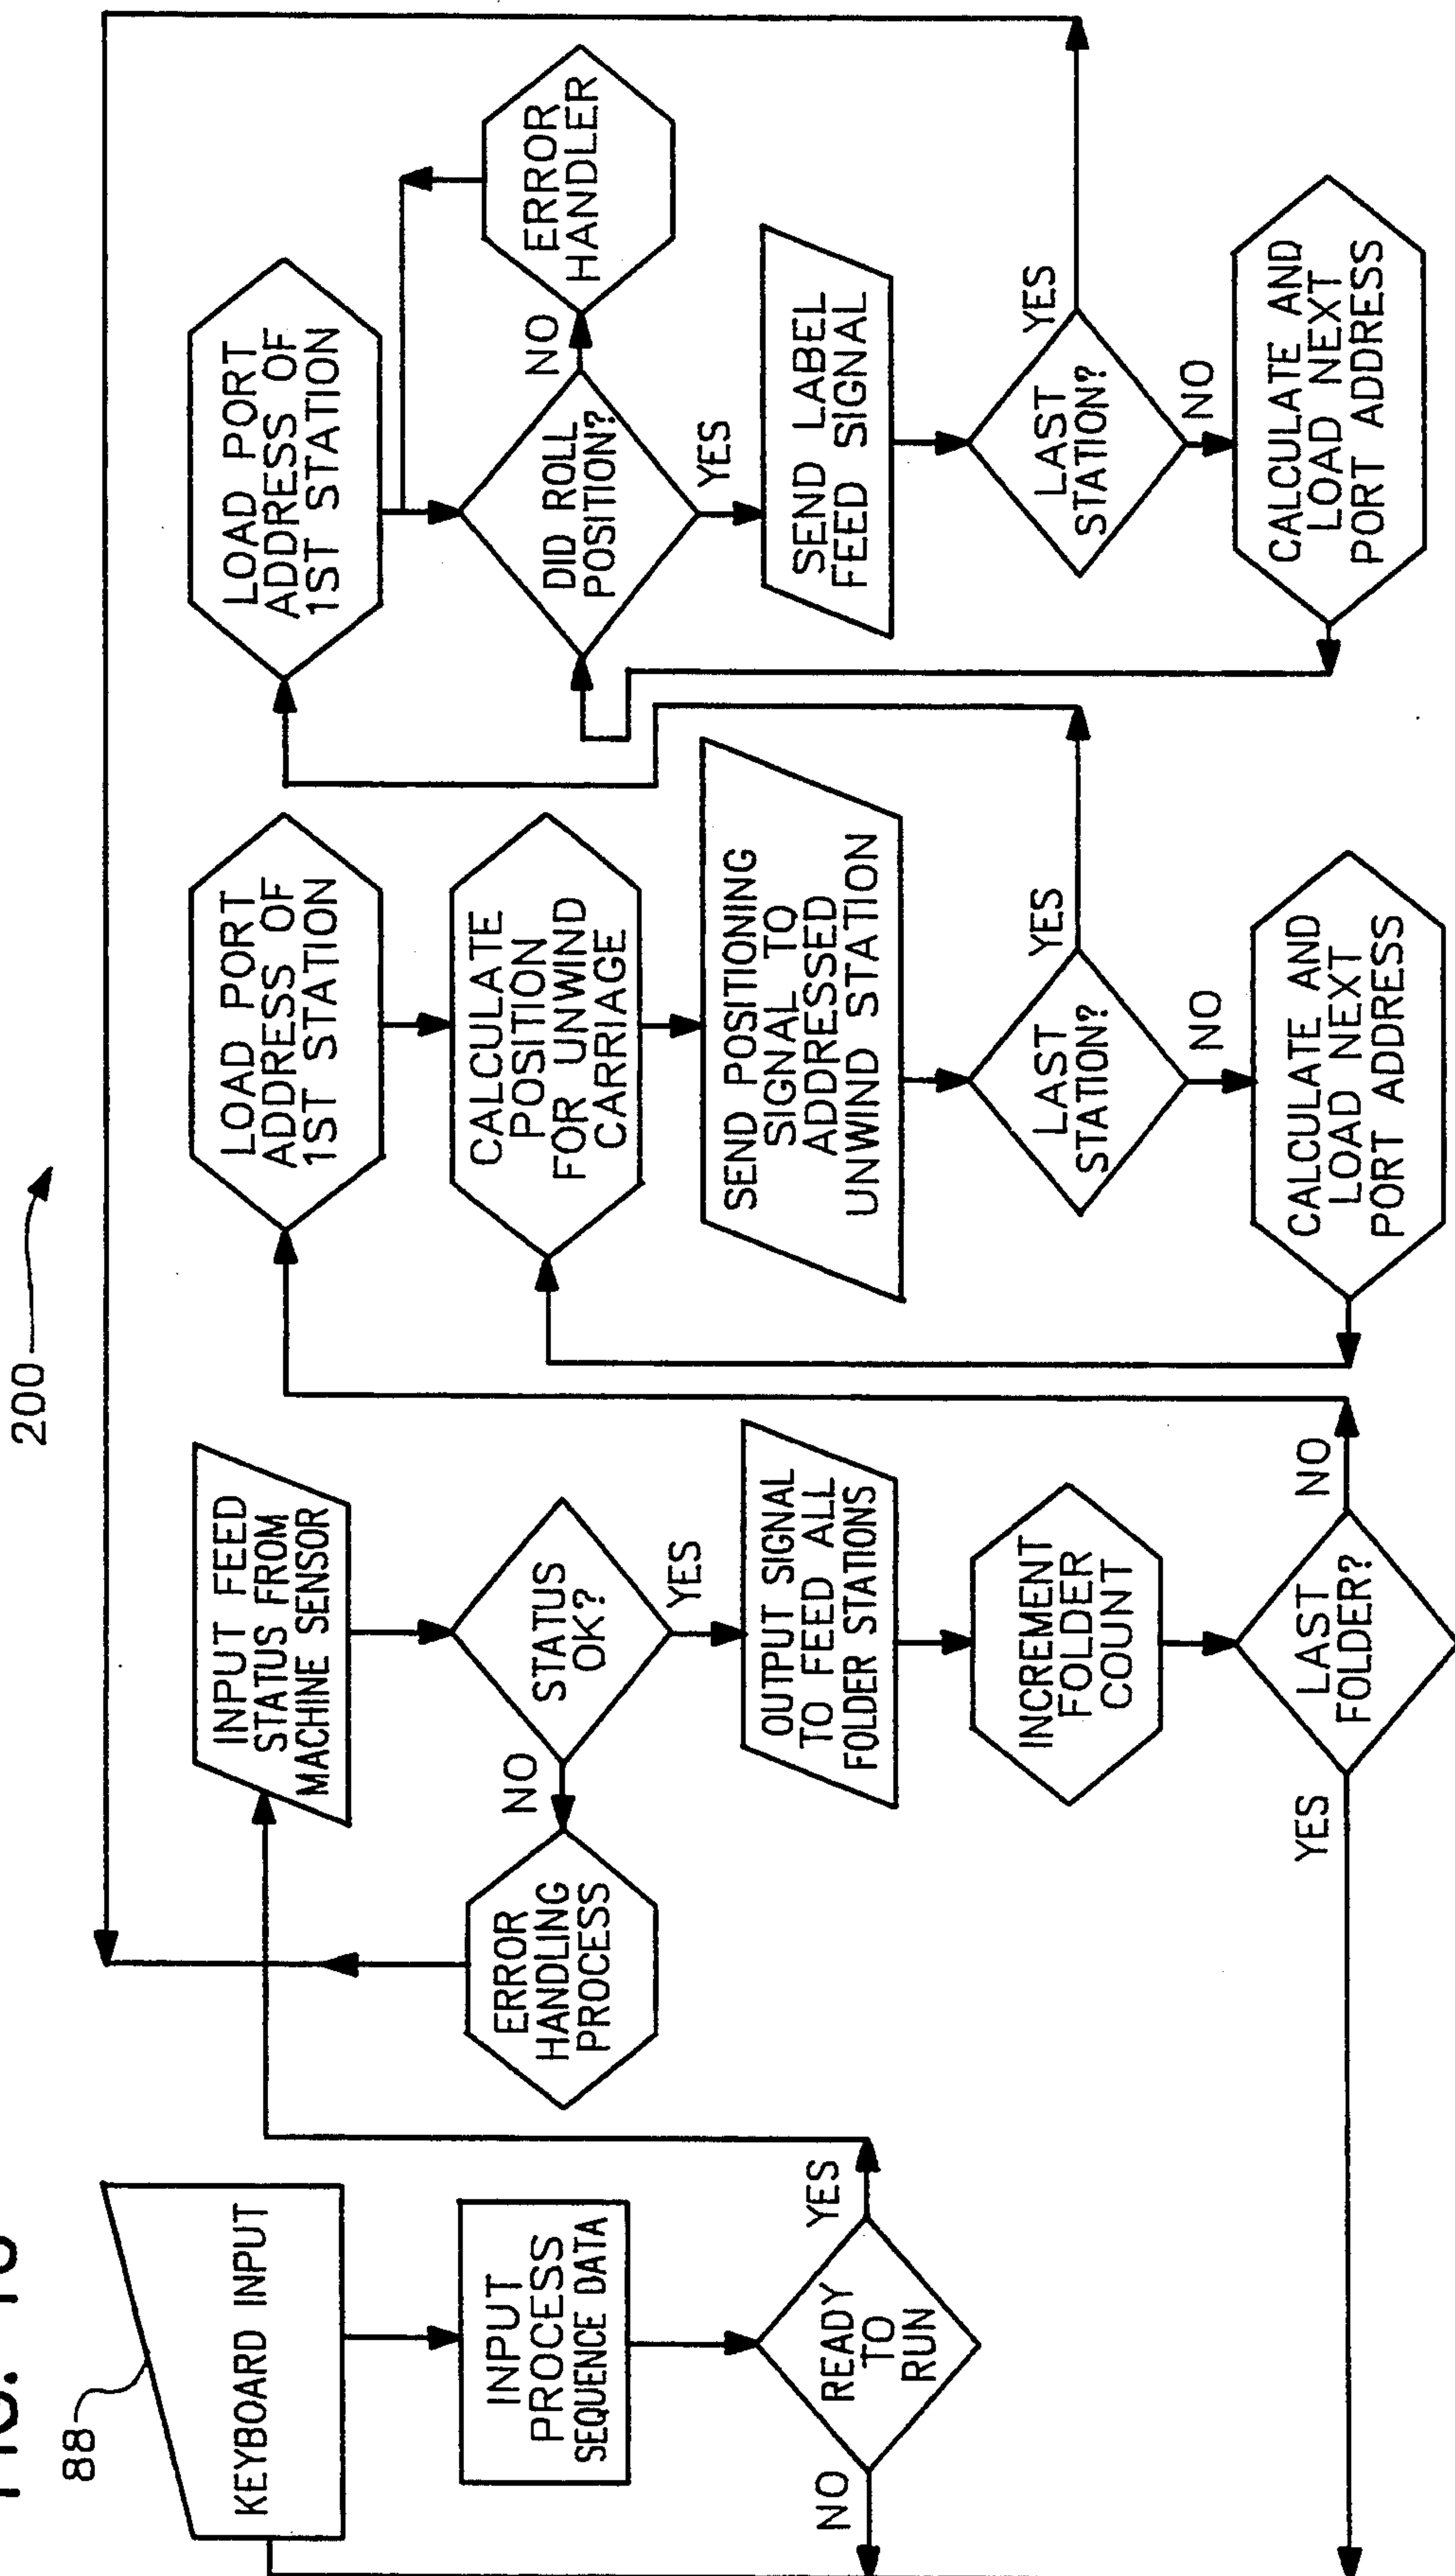 200
88
KEYBOARD INPUT
INPUT
PROCESS
SEQUENCE DATA
READY
TO
RUN
NO
YES
INPUT FEED
STATUS FROM
MACHINE SENSOR
STATUS
OK?
NO
YES
ERROR
HANDLING
PROCESS
OUTPUT SIGNAL
TO FEED ALL
FOLDER STATIONS
INCREMENT
FOLDER
COUNT
LAST
FOLDER?
YES
NO
LOAD PORT
ADDRESS OF
1ST STATION
CALCULATE
POSITION
FOR UNWIND
CARRIAGE
SEND POSITIONING
SIGNAL TO
ADDRESSED
UNWIND STATION
LAST
STATION?
YES
NO
CALCULATE AND
LOAD NEXT
PORT ADDRESS
LOAD PORT
ADDRESS OF
1ST STATION
DID ROLL
POSITION?
NO
ERROR
HANDLER
YES
SEND LABEL
FEED SIGNAL
LAST
STATION?
YES
NO
CALCULATE AND
LOAD NEXT
PORT ADDRESS